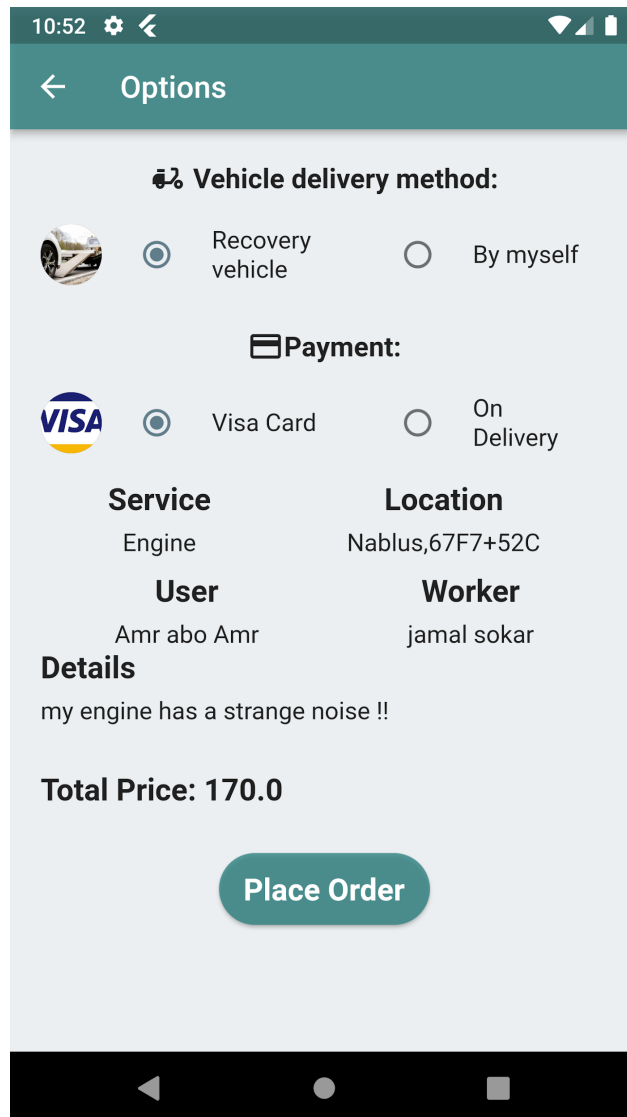 10:52
Options
Vehicle delivery method:
Recovery
vehicle
By myself
Payment:
VISA
Visa Card
On
Delivery
Service
Location
Engine
Nablus,67F7+52C
User
Worker
Amr abo Amr
jamal sokar
Details
my engine has a strange noise !!
Total Price: 170.0
Place Order